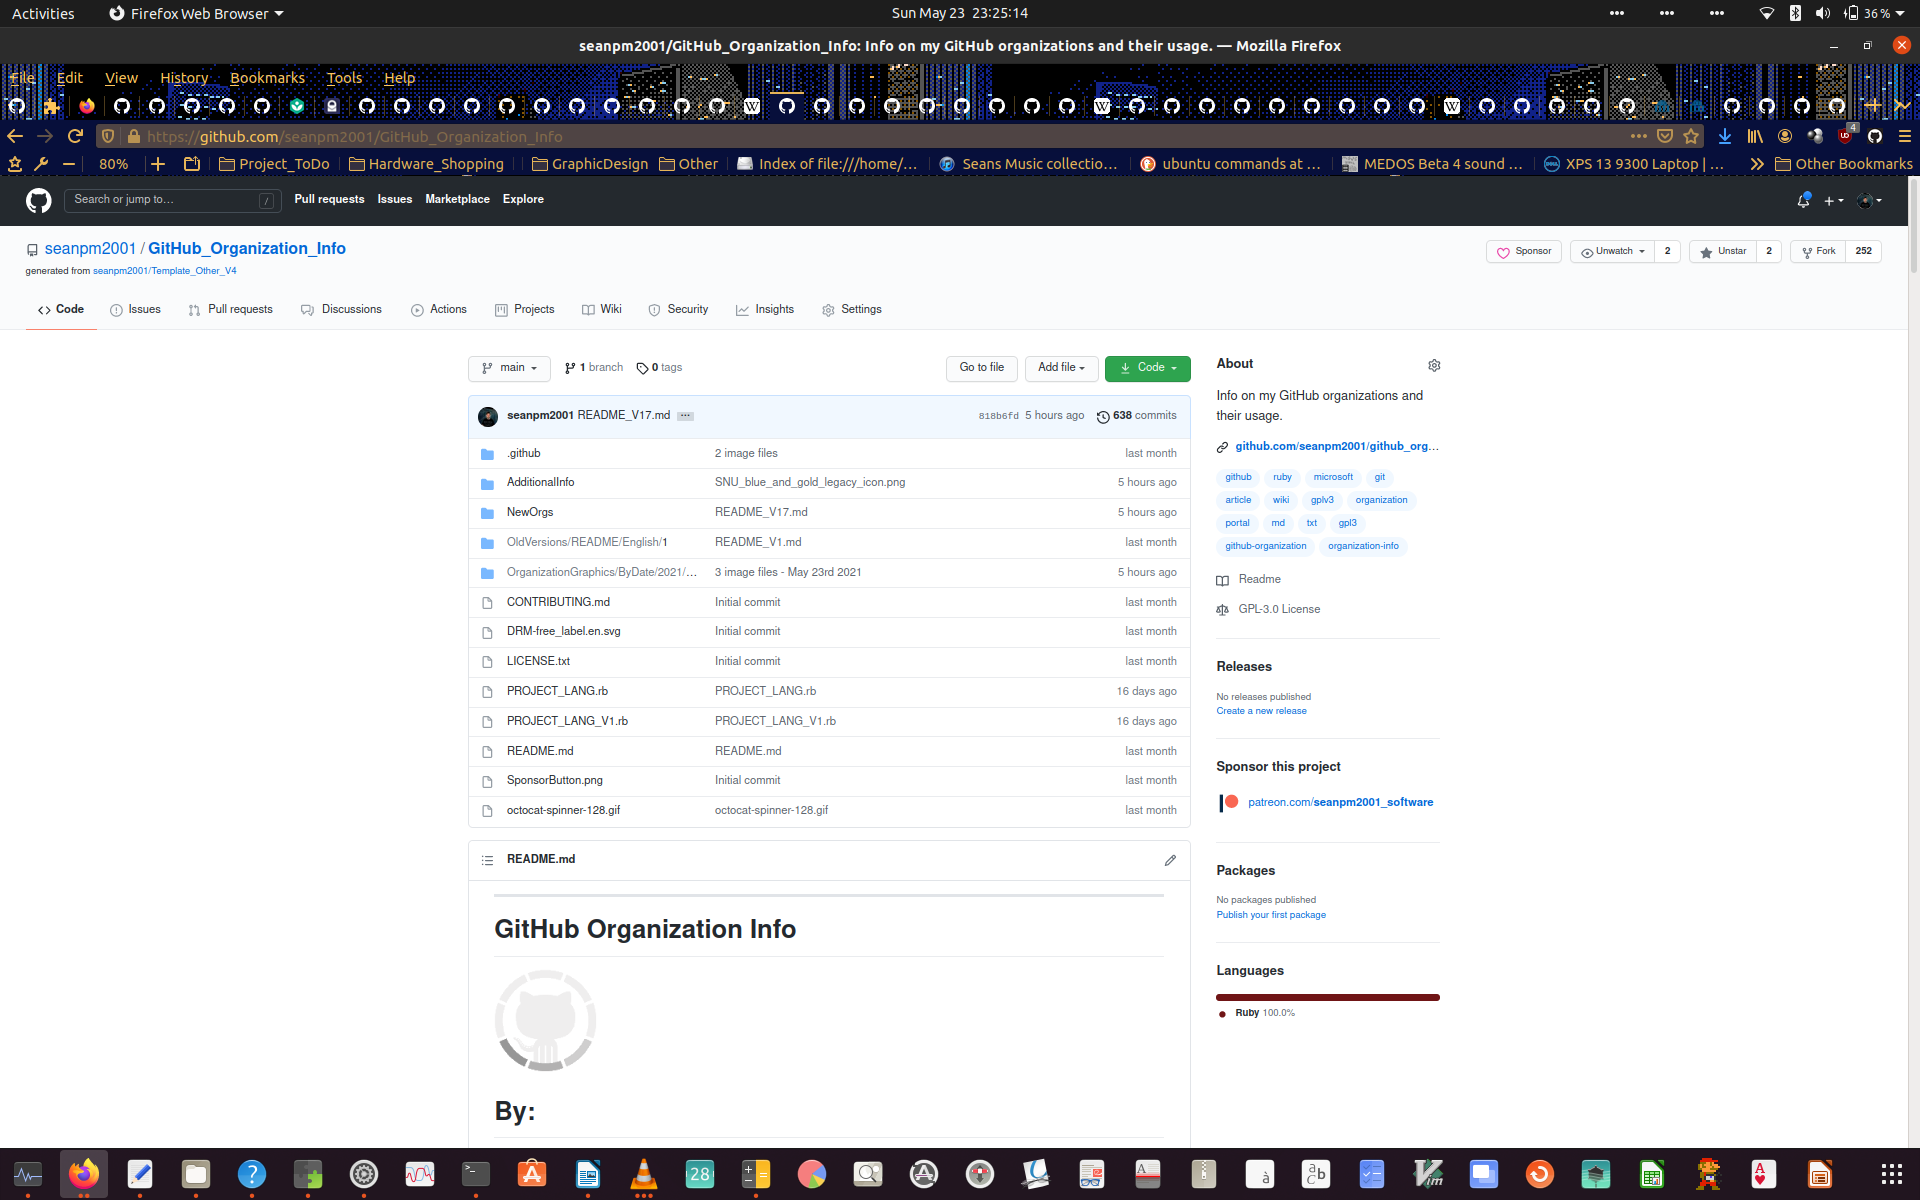 Activities
Firefox Web Browser
Sun May 23 23:25:14
36 %
seanpm2001/GitHub_Organization_Info: Info on my GitHub organizations and their usage. — Mozilla Firefox
File Edit View History Bookmarks Tools Help
https://github.com/seanpm2001/GitHub_Organization_Info
4
80%
Project_ToDo
Hardware_Shopping
GraphicDesign
Other
Index of file:///home/…
Seans Music collectio…
ubuntu commands at …
MEDOS Beta 4 sound …
XPS 13 9300 Laptop | …
Other Bookmarks
Search or jump to…
/
Pull requests Issues Marketplace Explore
seanpm2001 / GitHub_Organization_Info
generated from seanpm2001/Template_Other_V4
Sponsor
Unwatch 2
Unstar 2
Fork 252
Code Issues Pull requests Discussions Actions Projects Wiki Security Insights Settings
main
1 branch
0 tags
Go to file
Add file
Code
seanpm2001 README_V17.md …
818b6fd 5 hours ago
638 commits
.github 2 image files last month
AdditionalInfo SNU_blue_and_gold_legacy_icon.png 5 hours ago
NewOrgs README_V17.md 5 hours ago
OldVersions/README/English/1 README_V1.md last month
OrganizationGraphics/ByDate/2021/… 3 image files - May 23rd 2021 5 hours ago
CONTRIBUTING.md Initial commit last month
DRM-free_label.en.svg Initial commit last month
LICENSE.txt Initial commit last month
PROJECT_LANG.rb PROJECT_LANG.rb 16 days ago
PROJECT_LANG_V1.rb PROJECT_LANG_V1.rb 16 days ago
README.md README.md last month
SponsorButton.png Initial commit last month
octocat-spinner-128.gif octocat-spinner-128.gif last month
README.md
GitHub Organization Info
By:
About
Info on my GitHub organizations and
their usage.
github.com/seanpm2001/github_org…
github ruby microsoft git
article wiki gplv3 organization
portal md txt gpl3
github-organization organization-info
Readme
GPL-3.0 License
Releases
No releases published
Create a new release
Sponsor this project
patreon.com/seanpm2001_software
Packages
No packages published
Publish your first package
Languages
Ruby 100.0%
28